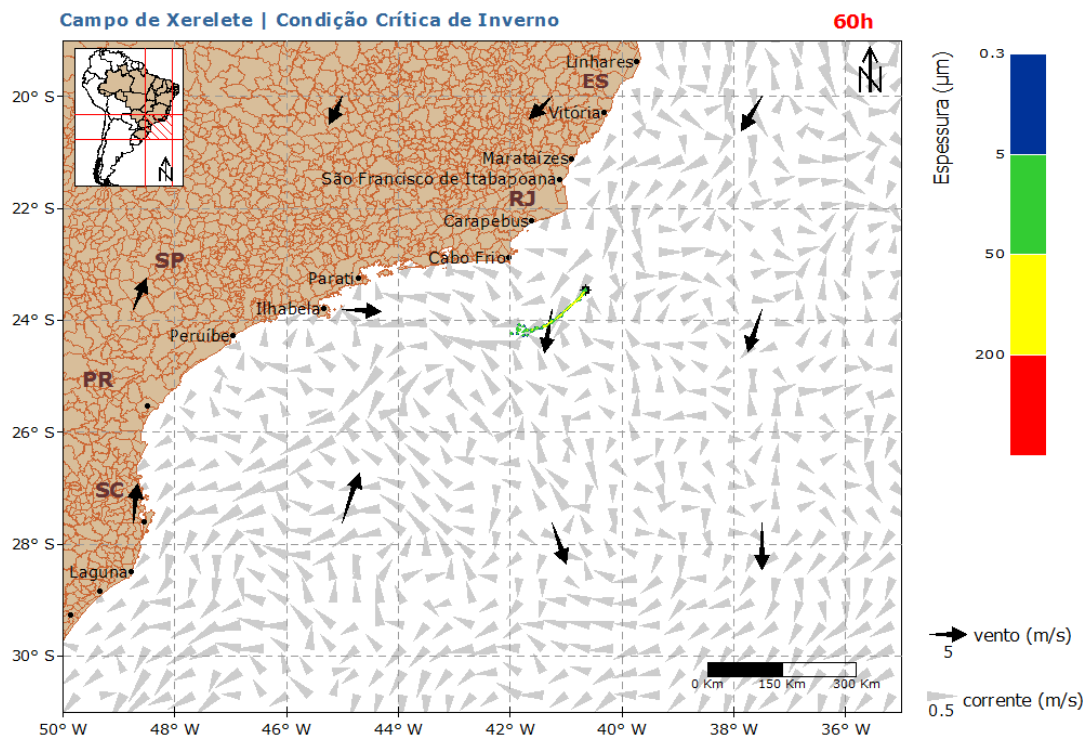 Campo de Xerelete | Condição Crítica de Inverno
60h
N
N
Linhares
ES
Vitória
Marataizes
São Francisco de Itabapoana
RJ
Carapebus
Cabo Frio
SP
Parati
Ilhabela
Peruíbe
PR
SC
Laguna
20° S
22° S
24° S
26° S
28° S
30° S
50° W
48° W
46° W
44° W
42° W
40° W
38° W
36° W
0 Km
150 Km
300 Km
Espessura (µm)
0.3
5
50
200
vento (m/s)
5
corrente (m/s)
0.5